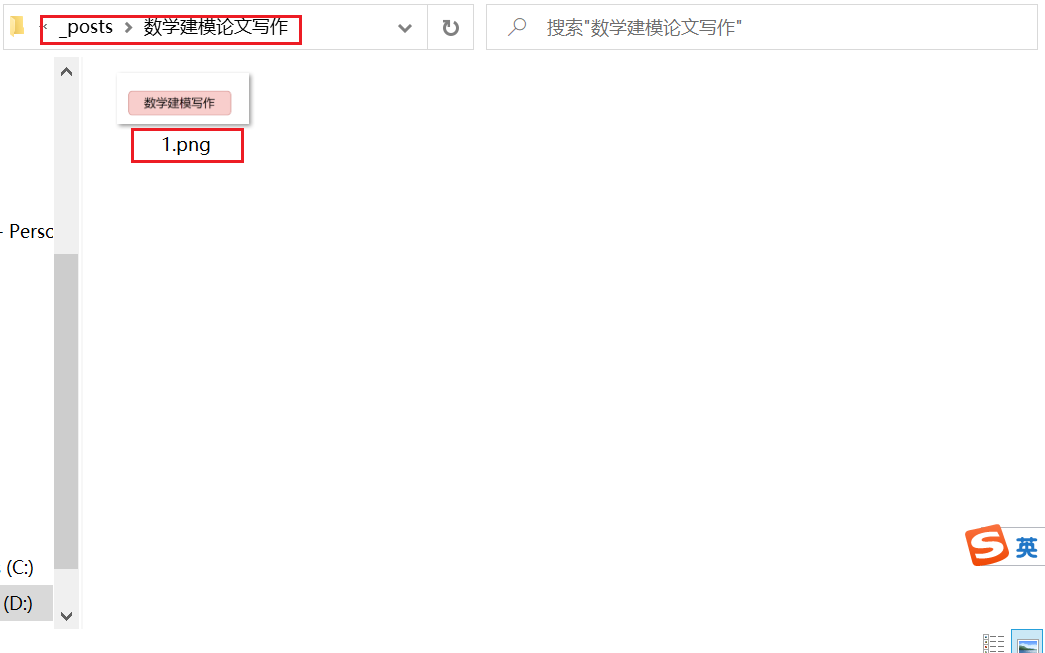 « _posts > 数学建模论文写作
搜索"数学建模论文写作"
数学建模写作
1.png
- Perso
(C:)
(D:)
英